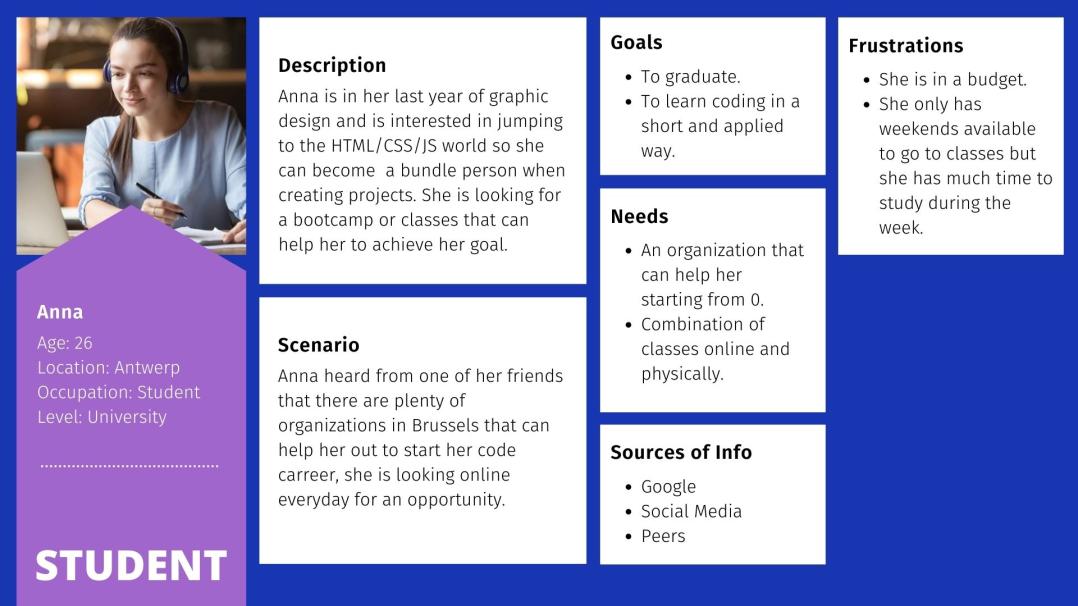 Anna
Age: 26
Location: Antwerp
Occupation: Student
Level: University
STUDENT
Description
Anna is in her last year of graphic
design and is interested in jumping
to the HTML/CSS/JS world so she
can become  a bundle person when
creating projects. She is looking for
a bootcamp or classes that can
help her to achieve her goal.
Scenario
Anna heard from one of her friends
that there are plenty of
organizations in Brussels that can
help her out to start her code
carreer, she is looking online
everyday for an opportunity.
Goals
• To graduate.
• To learn coding in a
short and applied
way.
Needs
• An organization that
can help her
starting from 0.
• Combination of
classes online and
physically.
Sources of Info
• Google
• Social Media
• Peers
Frustrations
• She is in a budget.
• She only has
weekends available
to go to classes but
she has much time to
study during the
week.